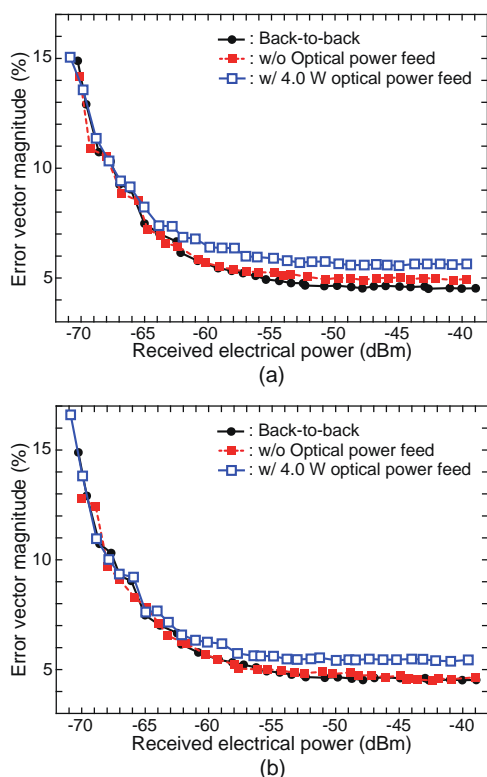 15
10
5
Error vector magnitude (%)
: Back-to-back
: w/o Optical power feed
: w/ 4.0 W optical power feed
-70 -65 -60 -55 -50 -45 -40
Received electrical power (dBm)
(a)
15
10
5
Error vector magnitude (%)
: Back-to-back
: w/o Optical power feed
: w/ 4.0 W optical power feed
-70 -65 -60 -55 -50 -45 -40
Received electrical power (dBm)
(b)